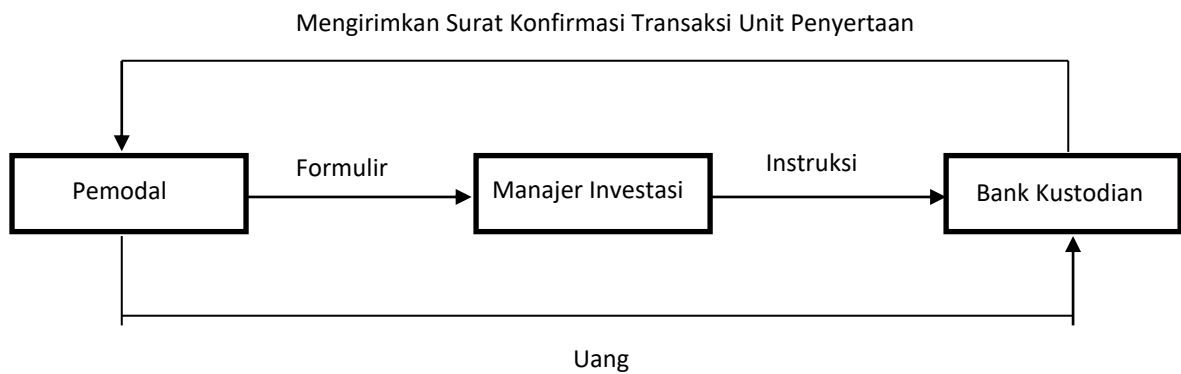 Mengirimkan Surat Konfirmasi Transaksi Unit Penyertaan
Pemodal
Formulir
Manajer Investasi
Instruksi
Bank Kustodian
Uang